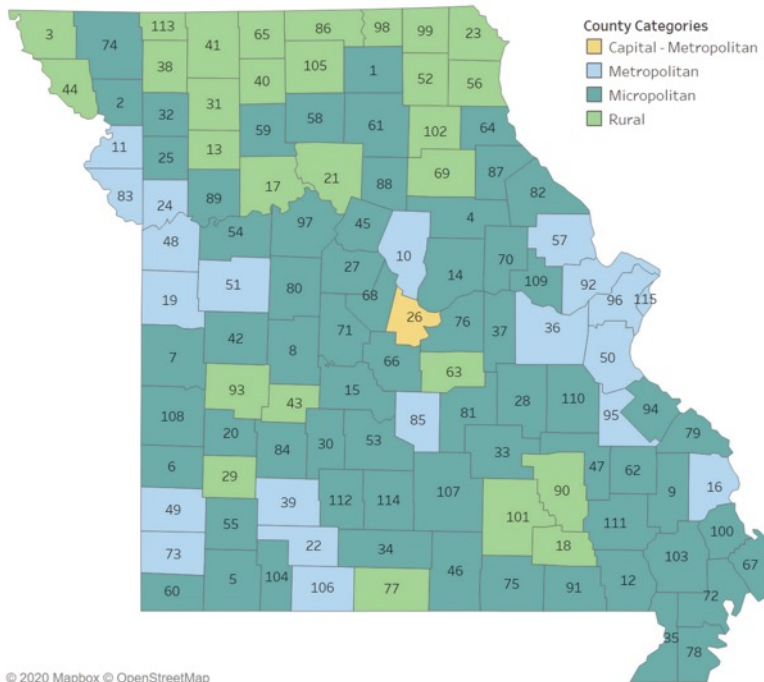 County Categories
Capital - Metropolitan
Metropolitan
Micropolitan
Rural
3 74 113 41 65 86 98 99 23
44 38 40 105 1 52 56
2 32 31 59 58 61 102 64
11 25 13 17 21 88 69 87 82
83 24 89 97 45 4
48 54 10 57
19 51 80 27 68 14 70 109 92 96 115
42 71 26 76 37 36 50
7 8 66 63
93 43 15 85 81 28 110 95 94 79
108 20 84 30 53 33
6 29 47 62 9 16
49 39 112 114 107 101 90 111 100
55 22 34 18
73 103 67
60 5 104 106 77 46 75 91 12 72
35 78
© 2020 Mapbox © OpenStreetMap